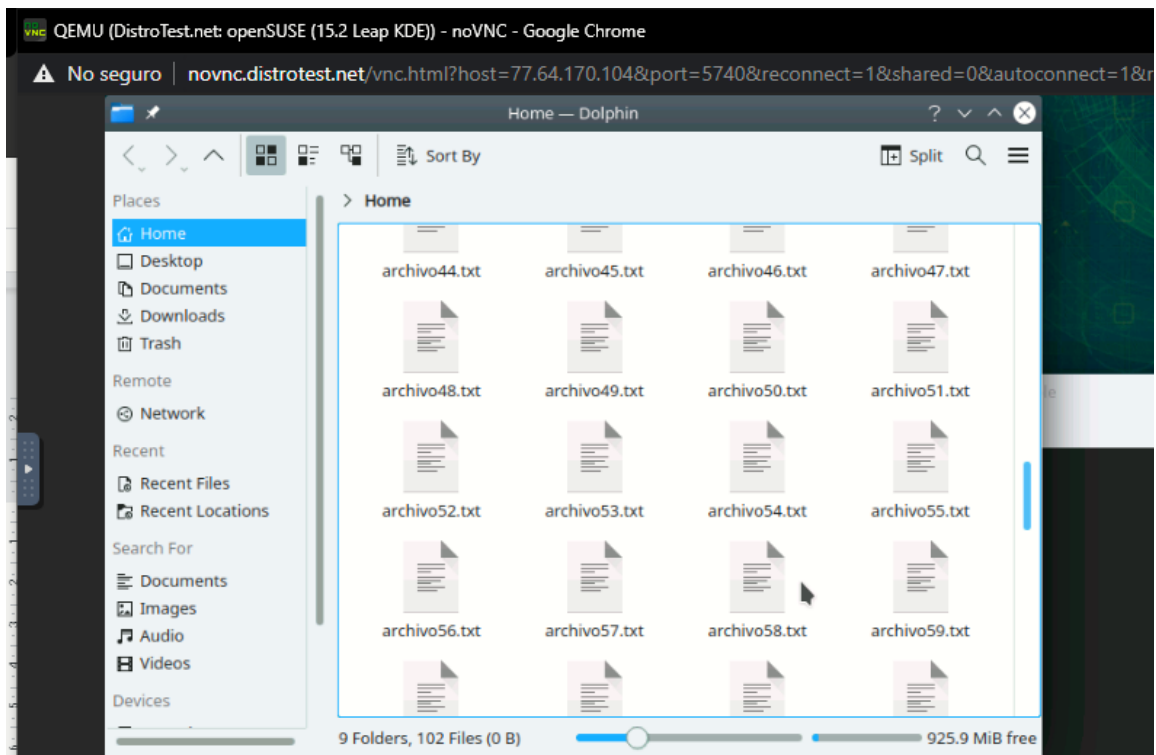 QEMU (DistroTest.net: openSUSE (15.2 Leap KDE)) - noVNC - Google Chrome
No seguro | novnc.distrotest.net/vnc.html?host=77.64.170.104&port=5740&reconnect=1&shared=0&autoconnect=1&r
Home — Dolphin
Sort By
Split
Places
Home
Desktop
Documents
Downloads
Trash
Remote
Network
Recent
Recent Files
Recent Locations
Search For
Documents
Images
Audio
Videos
Devices
> Home
archivo44.txt archivo45.txt archivo46.txt archivo47.txt
archivo48.txt archivo49.txt archivo50.txt archivo51.txt
archivo52.txt archivo53.txt archivo54.txt archivo55.txt
archivo56.txt archivo57.txt archivo58.txt archivo59.txt
9 Folders, 102 Files (0 B) 925.9 MiB free